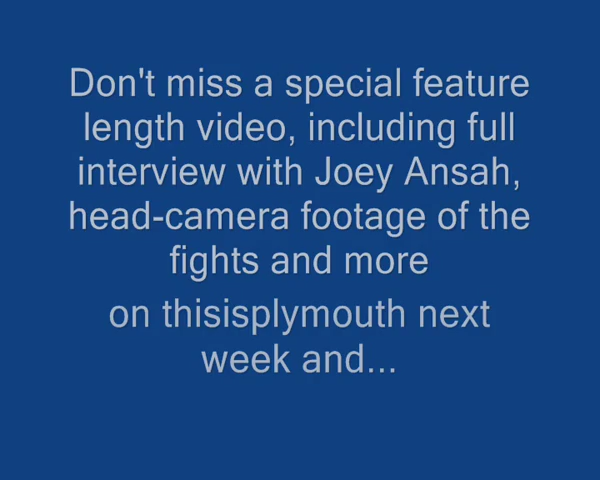 Don't miss a special feature
length video, including full
interview with Joey Ansah,
head-camera footage of the
fights and more
on thisisplymouth next
week and...